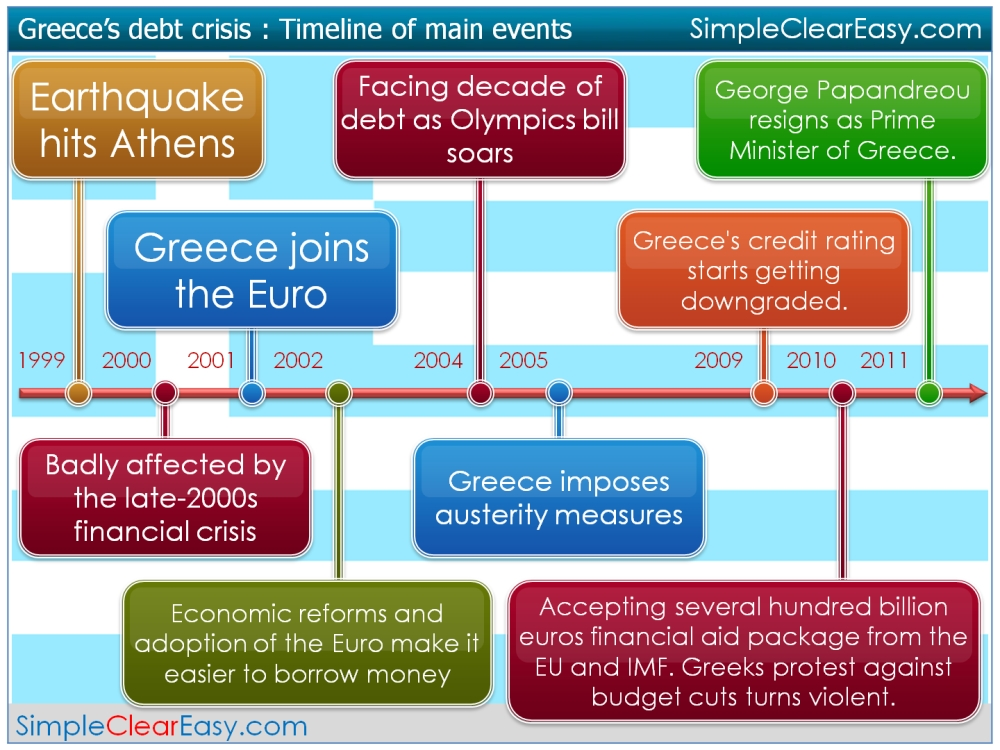 Greece's debt crisis : Timeline of main events
SimpleClearEasy.com
Earthquake
hits Athens
Facing decade of
debt as Olympics bill
soars
George Papandreou
resigns as Prime
Minister of Greece.
Greece joins
the Euro
Greece's credit rating
starts getting
downgraded.
1999 2000 2001 2002 2004 2005 2009 2010 2011
Badly affected by
the late-2000s
financial crisis
Greece imposes
austerity measures
Economic reforms and
adoption of the Euro make it
easier to borrow money
Accepting several hundred billion
euros financial aid package from the
EU and IMF. Greeks protest against
budget cuts turns violent.
SimpleClearEasy.com